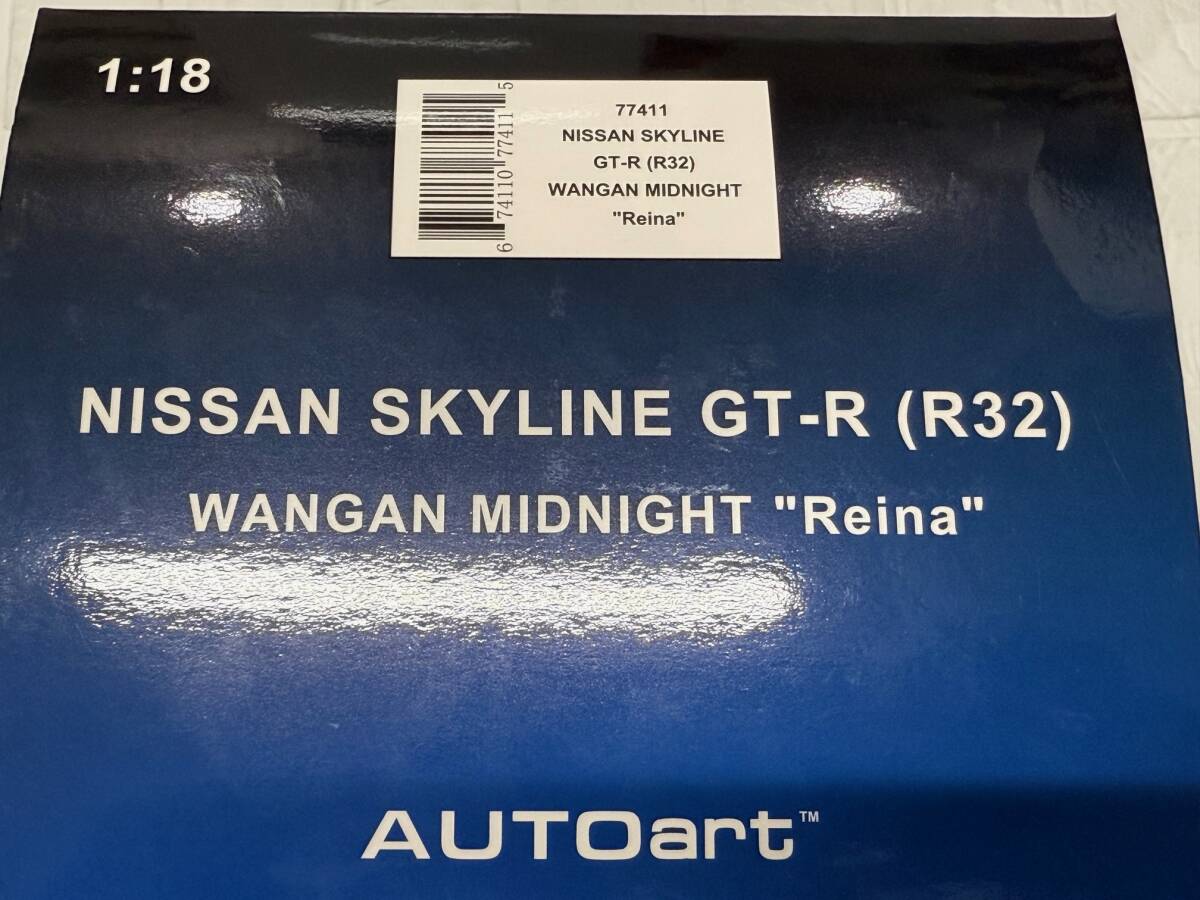 1:18
77411
NISSAN SKYLINE
GT-R (R32)
WANGAN MIDNIGHT
"Reina"
6 74110 77411 5
NISSAN SKYLINE GT-R (R32)
WANGAN MIDNIGHT "Reina"
AUTOart™